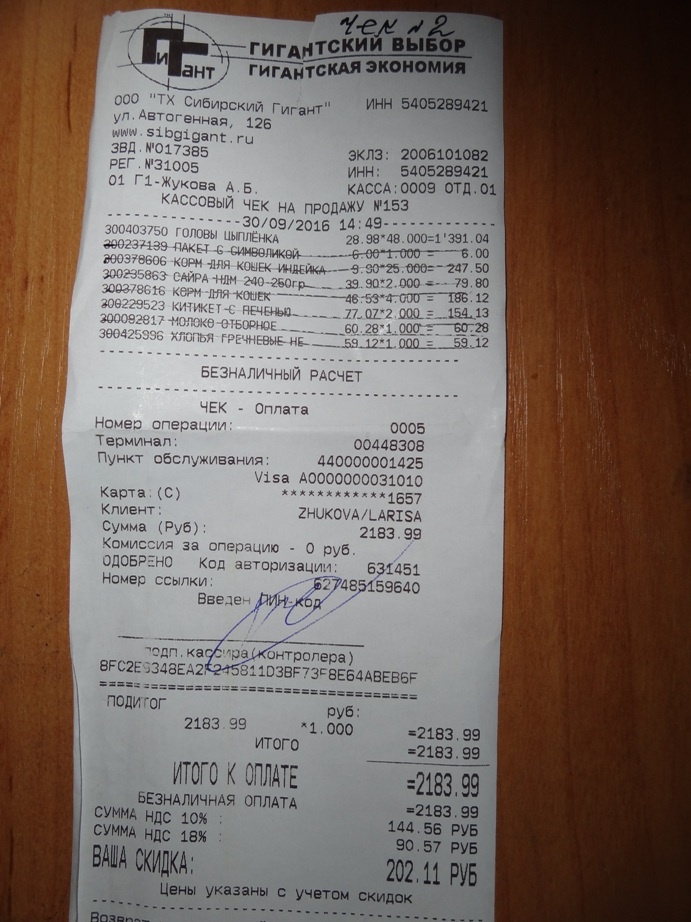 чек №2
ГиГант
ГИГАНТСКИЙ ВЫБОР
ГИГАНТСКАЯ ЭКОНОМИЯ
ООО "ТХ Сибирский Гигант" ИНН 5405289421
ул.Автогенная, 126
www.sibgigant.ru
ЗВД.№017385 ЭКЛЗ: 2006101082
РЕГ.№31005 ИНН: 5405289421
01 Г1-Жукова А.Б. КАССА:0009 ОТД.01
КАССОВЫЙ ЧЕК НА ПРОДАЖУ №153
30/09/2016 14:49
300403750 ГОЛОВЫ ЦЫПЛЁНКА 28.98*48.000=1'391.04
300237139 ПАКЕТ С СИМВОЛИКОЙ 6.00*1.000 = 6.00
300378606 КОРМ ДЛЯ КОШЕК ИНДЕЙКА 9.90*25.000= 247.50
300235863 САЙРА НДМ 240-250гр 39.90*2.000 = 79.80
300378616 КОРМ ДЛЯ КОШЕК 46.53*4.000 = 186.12
300229523 КИТИКЕТ С ПЕЧЕНЬЮ 77.07*2.000 = 154.13
300092817 МОЛОКО ОТБОРНОЕ 60.28*1.000 = 60.28
300425996 ХЛОПЬЯ ГРЕЧНЕВЫЕ НЕ 59.12*1.000 = 59.12
БЕЗНАЛИЧНЫЙ РАСЧЕТ
ЧЕК - Оплата
Номер операции: 0005
Терминал: 00448308
Пункт обслуживания: 440000001425
Visa A0000000031010
Карта:(C) ************1657
Клиент: ZHUKOVA/LARISA
Сумма (Руб): 2183.99
Комиссия за операцию - 0 руб.
ОДОБРЕНО Код авторизации: 631451
Номер ссылки: 627485159640
Введен ПИН-код
подп.кассира(контролера)
==========================================
ПОДИТОГ руб:
2183.99 *1.000 =2183.99
ИТОГО =2183.99
ИТОГО К ОПЛАТЕ =2183.99
БЕЗНАЛИЧНАЯ ОПЛАТА =2183.99
СУММА НДС 10% : 144.56 РУБ
СУММА НДС 18% : 90.57 РУБ
ВАША СКИДКА: 202.11 РУБ
Цены указаны с учетом скидок